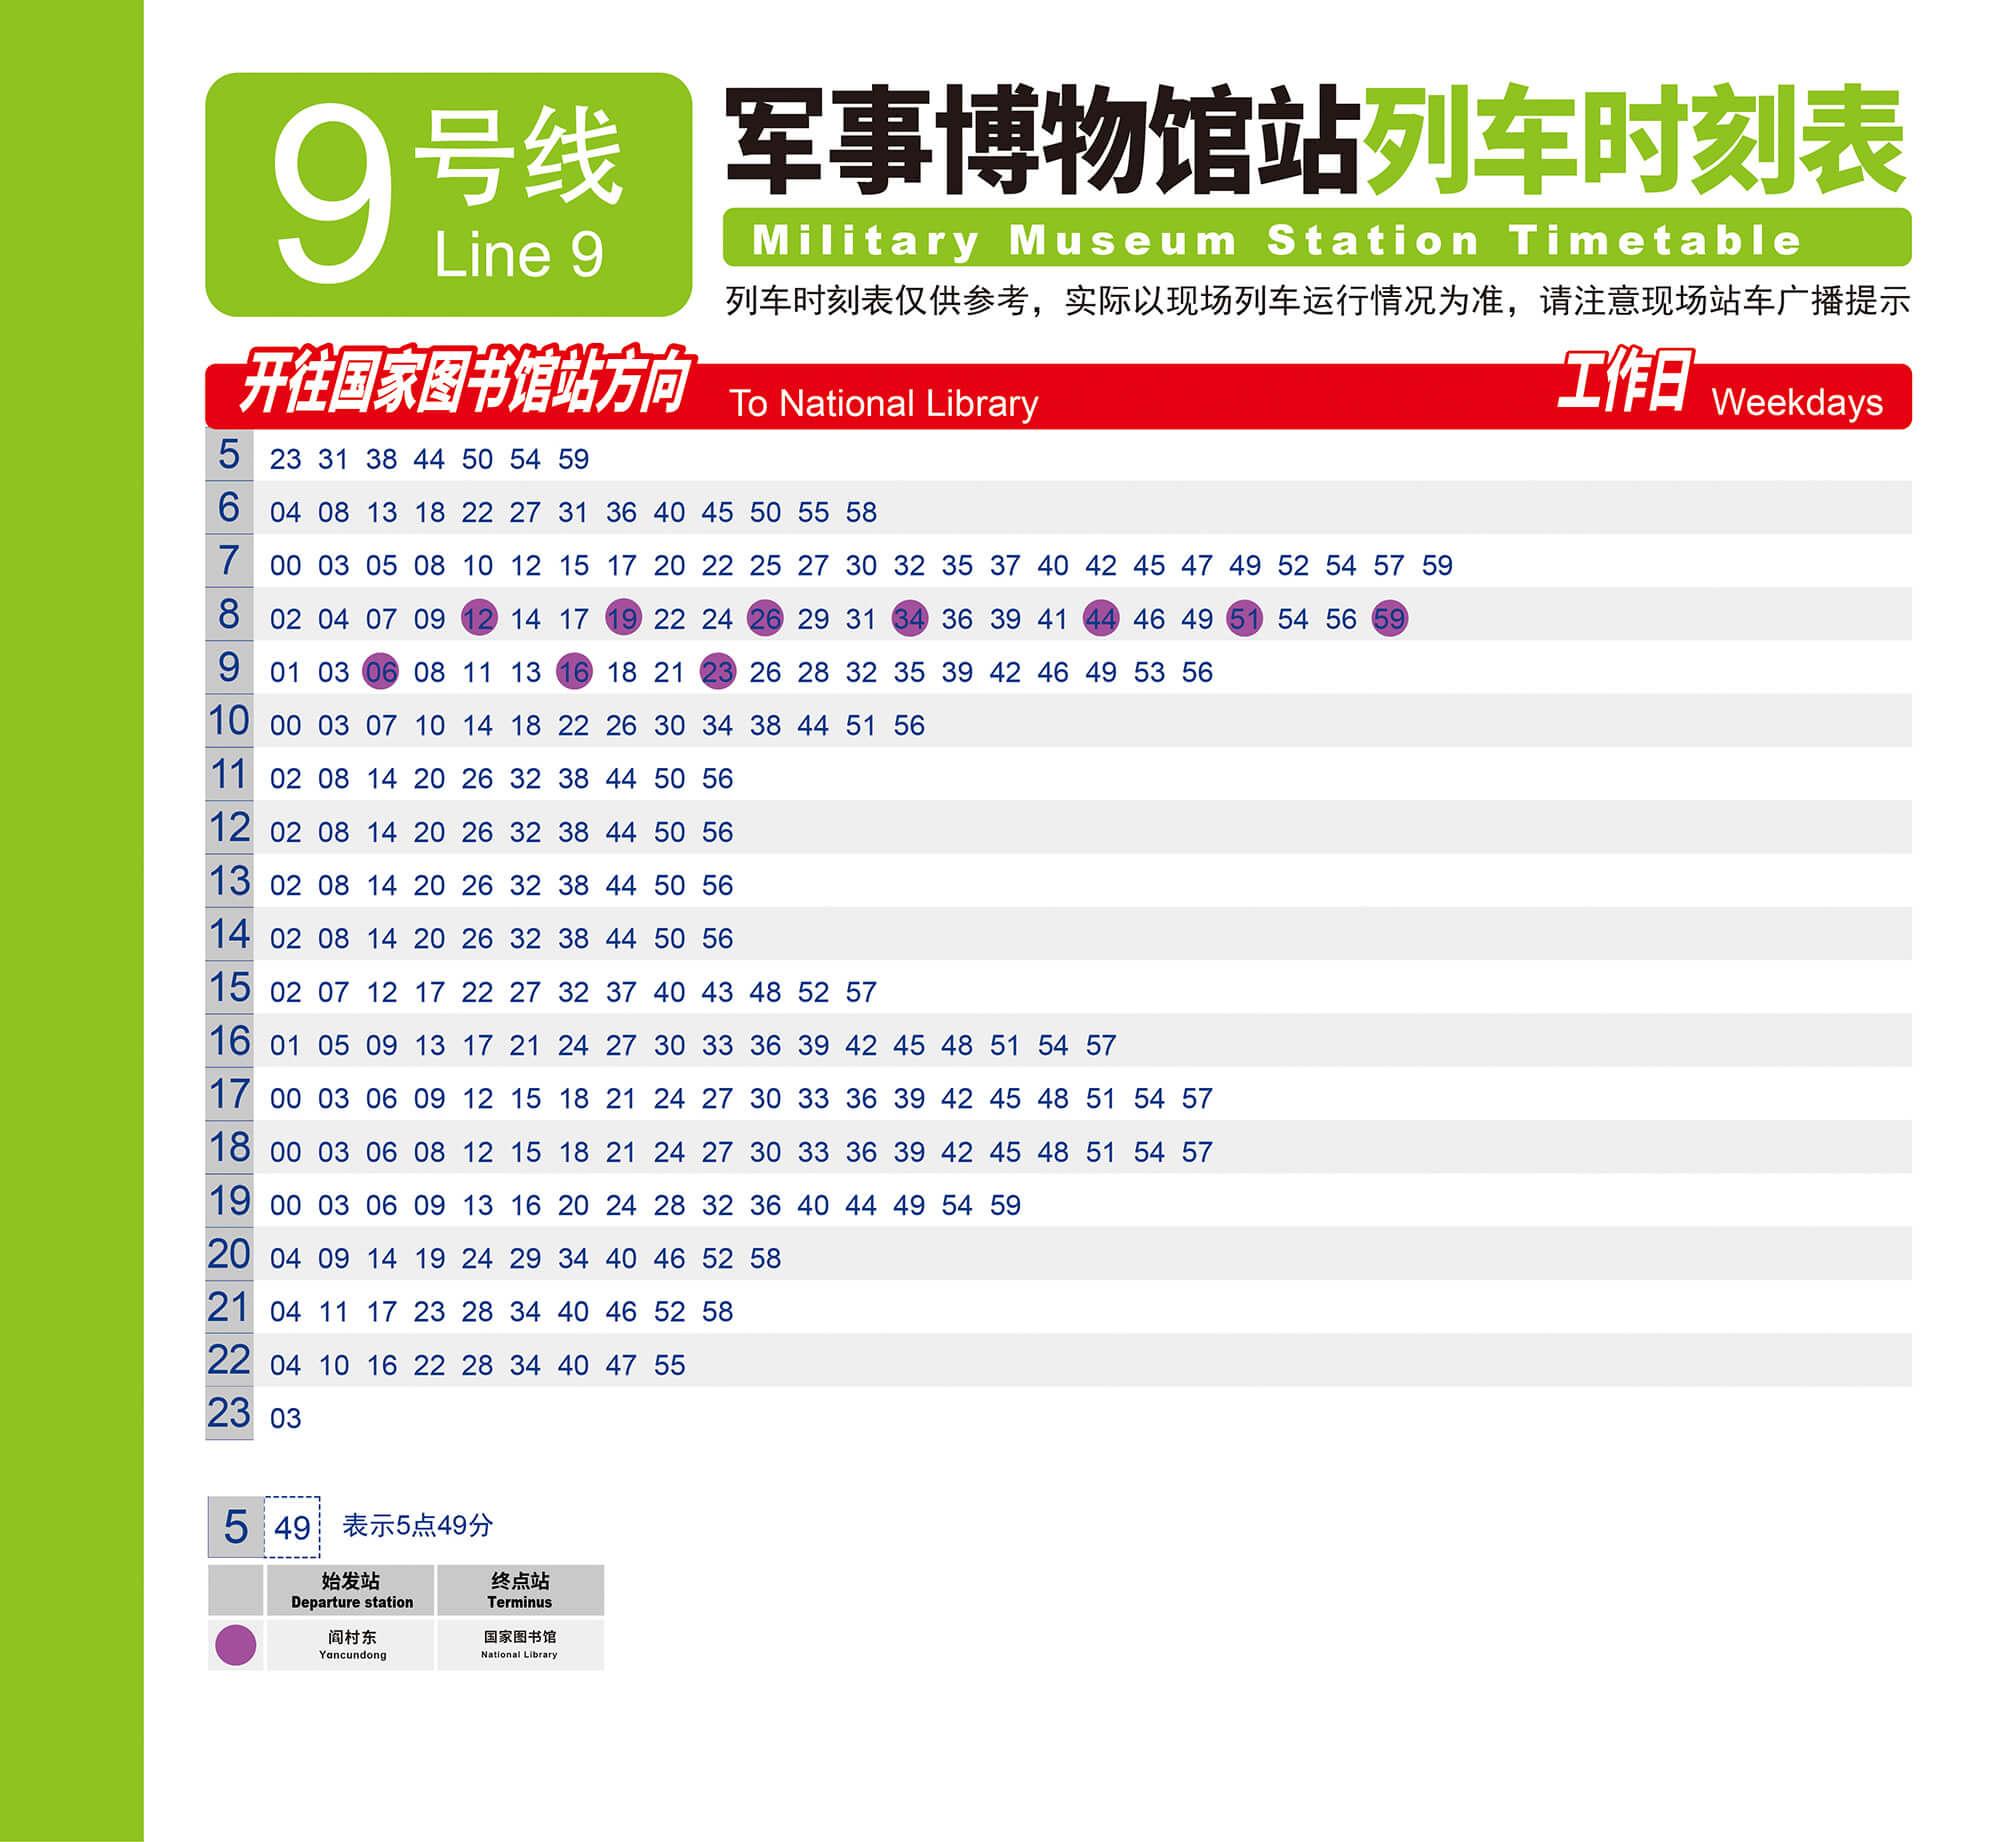 9 号线
Line 9
军事博物馆站列车时刻表
Military Museum Station Timetable
列车时刻表仅供参考，实际以现场列车运行情况为准，请注意现场站车广播提示
开往国家图书馆站方向 To National Library 工作日 Weekdays
5 23 31 38 44 50 54 59
6 04 08 13 18 22 27 31 36 40 45 50 55 58
7 00 03 05 08 10 12 15 17 20 22 25 27 30 32 35 37 40 42 45 47 49 52 54 57 59
8 02 04 07 09 12 14 17 19 22 24 26 29 31 34 36 39 41 44 46 49 51 54 56 59
9 01 03 06 08 11 13 16 18 21 23 26 28 32 35 39 42 46 49 53 56
10 00 03 07 10 14 18 22 26 30 34 38 44 51 56
11 02 08 14 20 26 32 38 44 50 56
12 02 08 14 20 26 32 38 44 50 56
13 02 08 14 20 26 32 38 44 50 56
14 02 08 14 20 26 32 38 44 50 56
15 02 07 12 17 22 27 32 37 40 43 48 52 57
16 01 05 09 13 17 21 24 27 30 33 36 39 42 45 48 51 54 57
17 00 03 06 09 12 15 18 21 24 27 30 33 36 39 42 45 48 51 54 57
18 00 03 06 08 12 15 18 21 24 27 30 33 36 39 42 45 48 51 54 57
19 00 03 06 09 13 16 20 24 28 32 36 40 44 49 54 59
20 04 09 14 19 24 29 34 40 46 52 58
21 04 11 17 23 28 34 40 46 52 58
22 04 10 16 22 28 34 40 47 55
23 03
5 49 表示5点49分
始发站 终点站
Departure station Terminus
阎村东 国家图书馆
Yancundong National Library